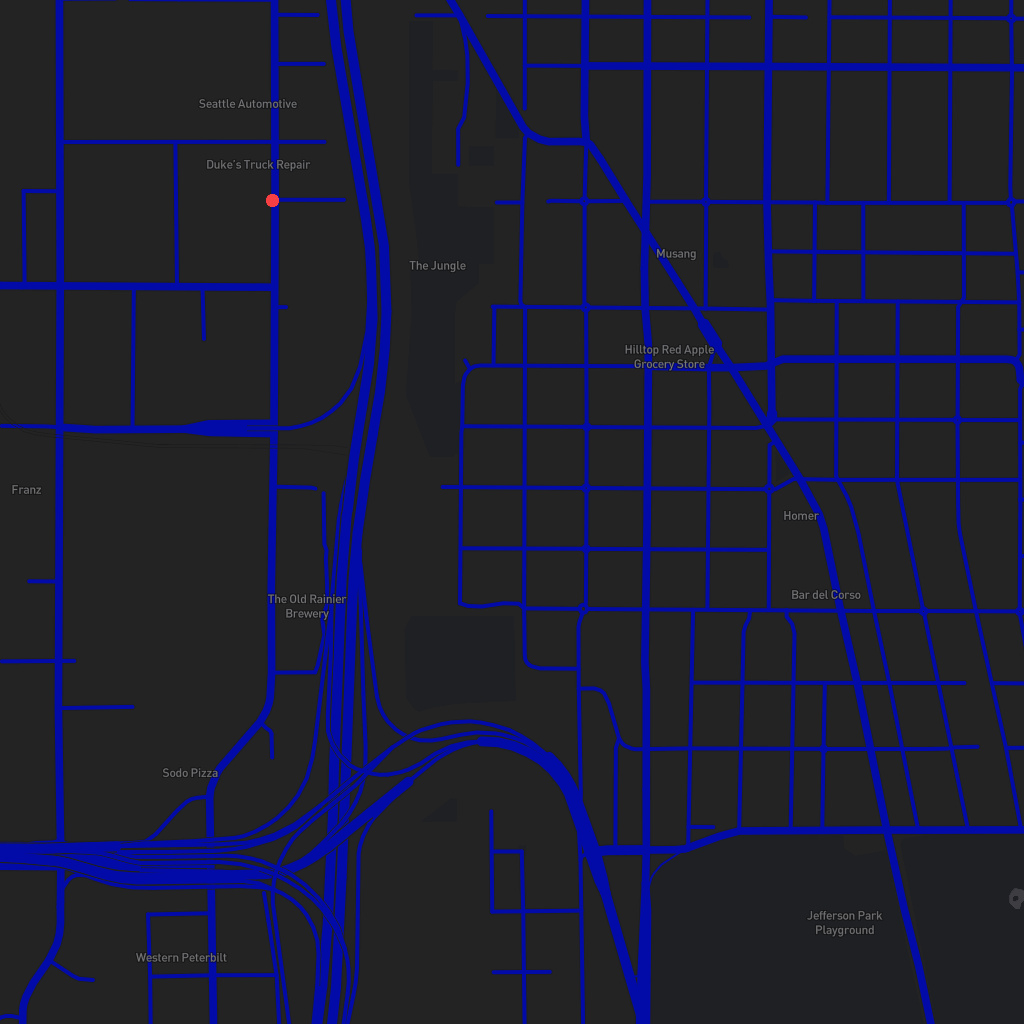 Seattle Automotive
Duke's Truck Repair
Musang
The Jungle
Hilltop Red Apple
Grocery Store
Franz
Homer
The Old Rainier
Brewery
Bar del Corso
Sodo Pizza
Jefferson Park
Playground
Western Peterbilt